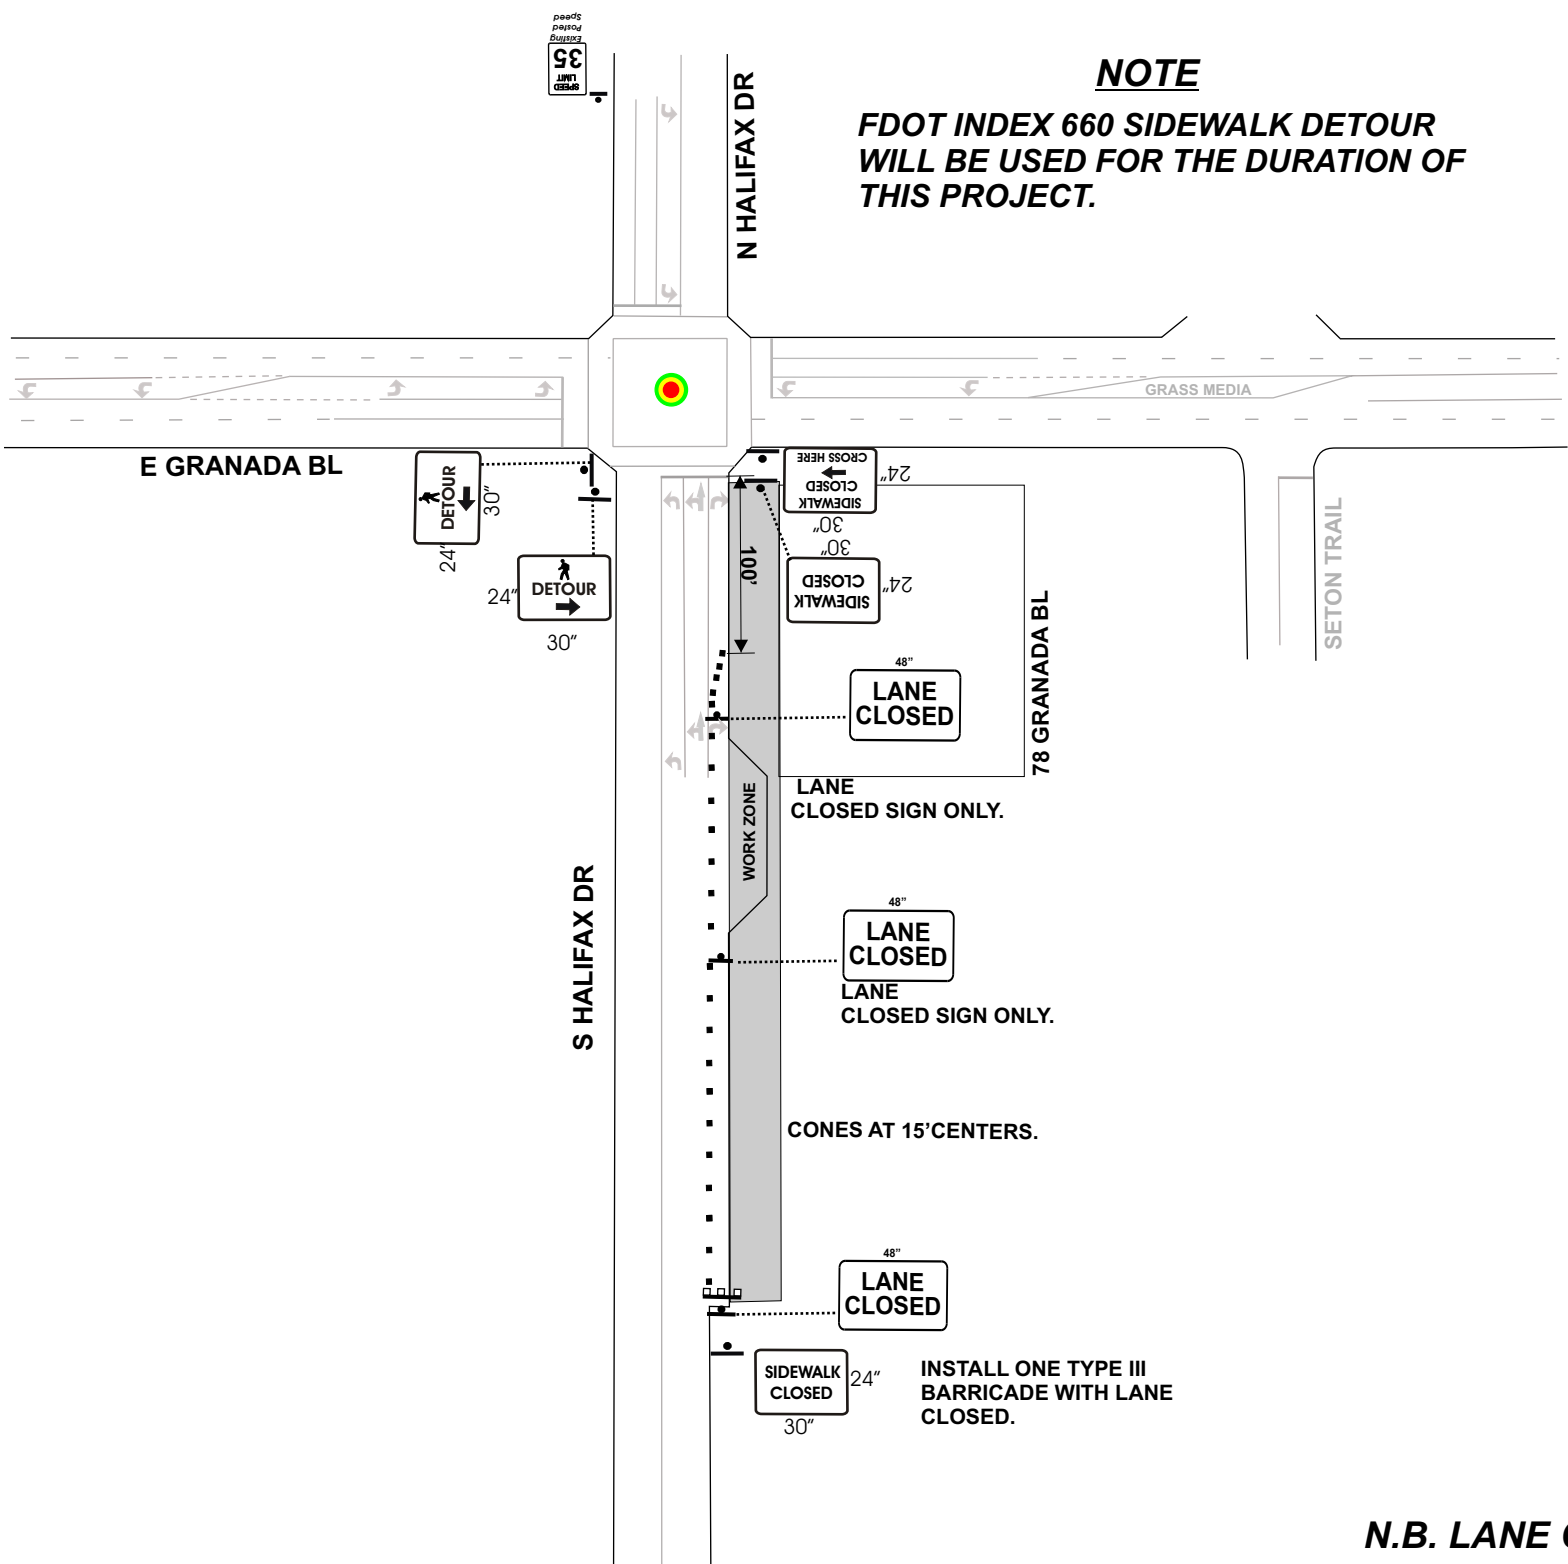 Existing
Posted
Speed
SPEED
LIMIT
35
N HALIFAX DR
NOTE
FDOT INDEX 660 SIDEWALK DETOUR
WILL BE USED FOR THE DURATION OF
THIS PROJECT.
GRASS MEDIA
E GRANADA BL
DETOUR
30"
24"
DETOUR
24"
30"
SIDEWALK
CLOSED
CROSS HERE
24"
30"
30"
SIDEWALK
CLOSED
24"
100'
SETON TRAIL
78 GRANADA BL
48"
LANE
CLOSED
LANE
CLOSED SIGN ONLY.
WORK ZONE
S HALIFAX DR
48"
LANE
CLOSED
LANE
CLOSED SIGN ONLY.
CONES AT 15'CENTERS.
48"
LANE
CLOSED
SIDEWALK
CLOSED
24"
30"
INSTALL ONE TYPE III
BARRICADE WITH LANE
CLOSED.
N.B. LANE